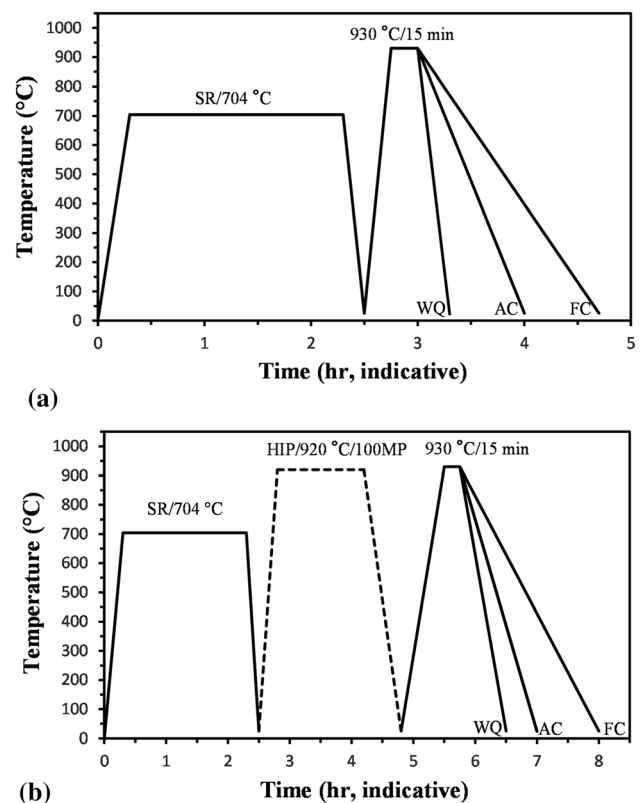 930 °C/15 min
1000
900
800
700
600
500
400
300
200
100
0
Temperature (°C)
SR/704 °C
WQ AC FC
0 1 2 3 4 5
Time (hr, indicative)
(a)
HIP/920 °C/100MP 930 °C/15 min
1000
900
800
700
600
500
400
300
200
100
0
Temperature (°C)
SR/704 °C
WQ AC FC
0 1 2 3 4 5 6 7 8
Time (hr, indicative)
(b)